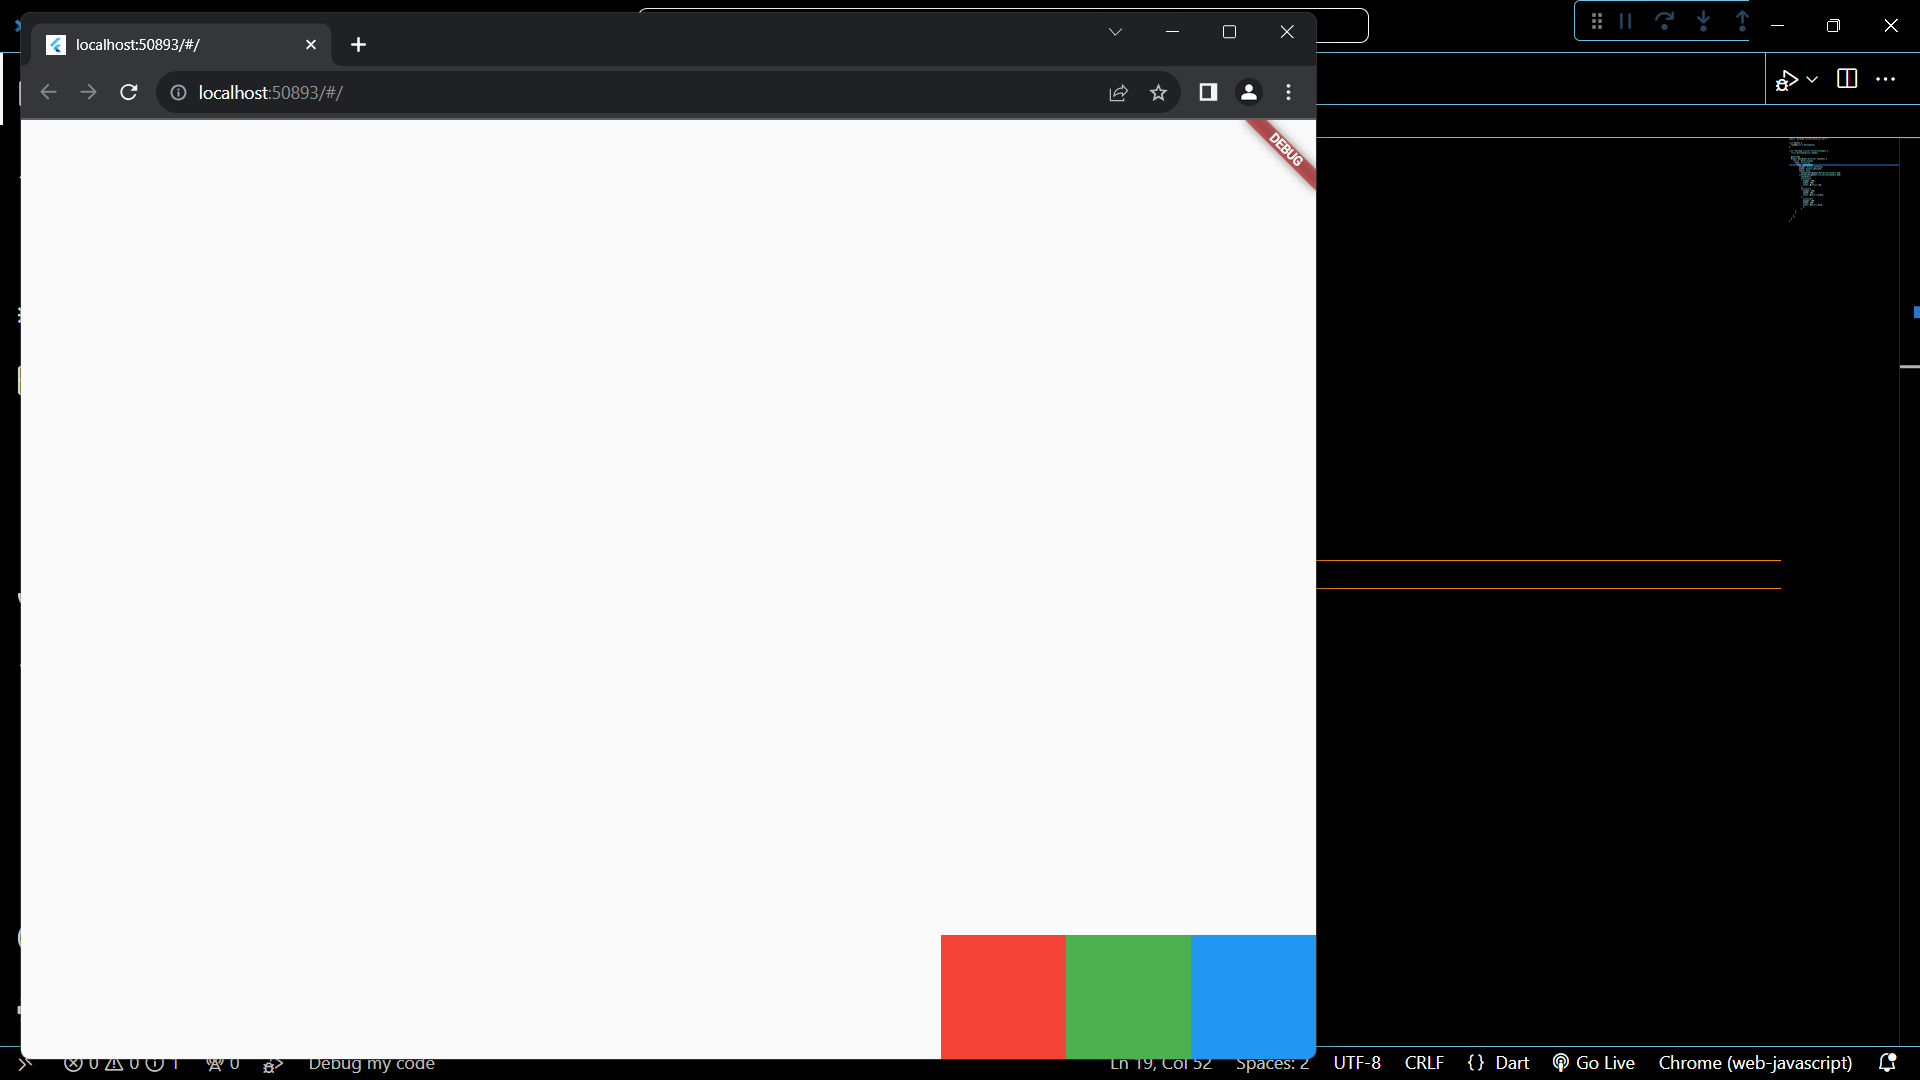 localhost:50893/#/
localhost:50893/#/
DEBUG
0 0 1 0 Debug my code Ln 19, Col 52 Spaces: 2 UTF-8 CRLF {} Dart Go Live Chrome (web-javascript)